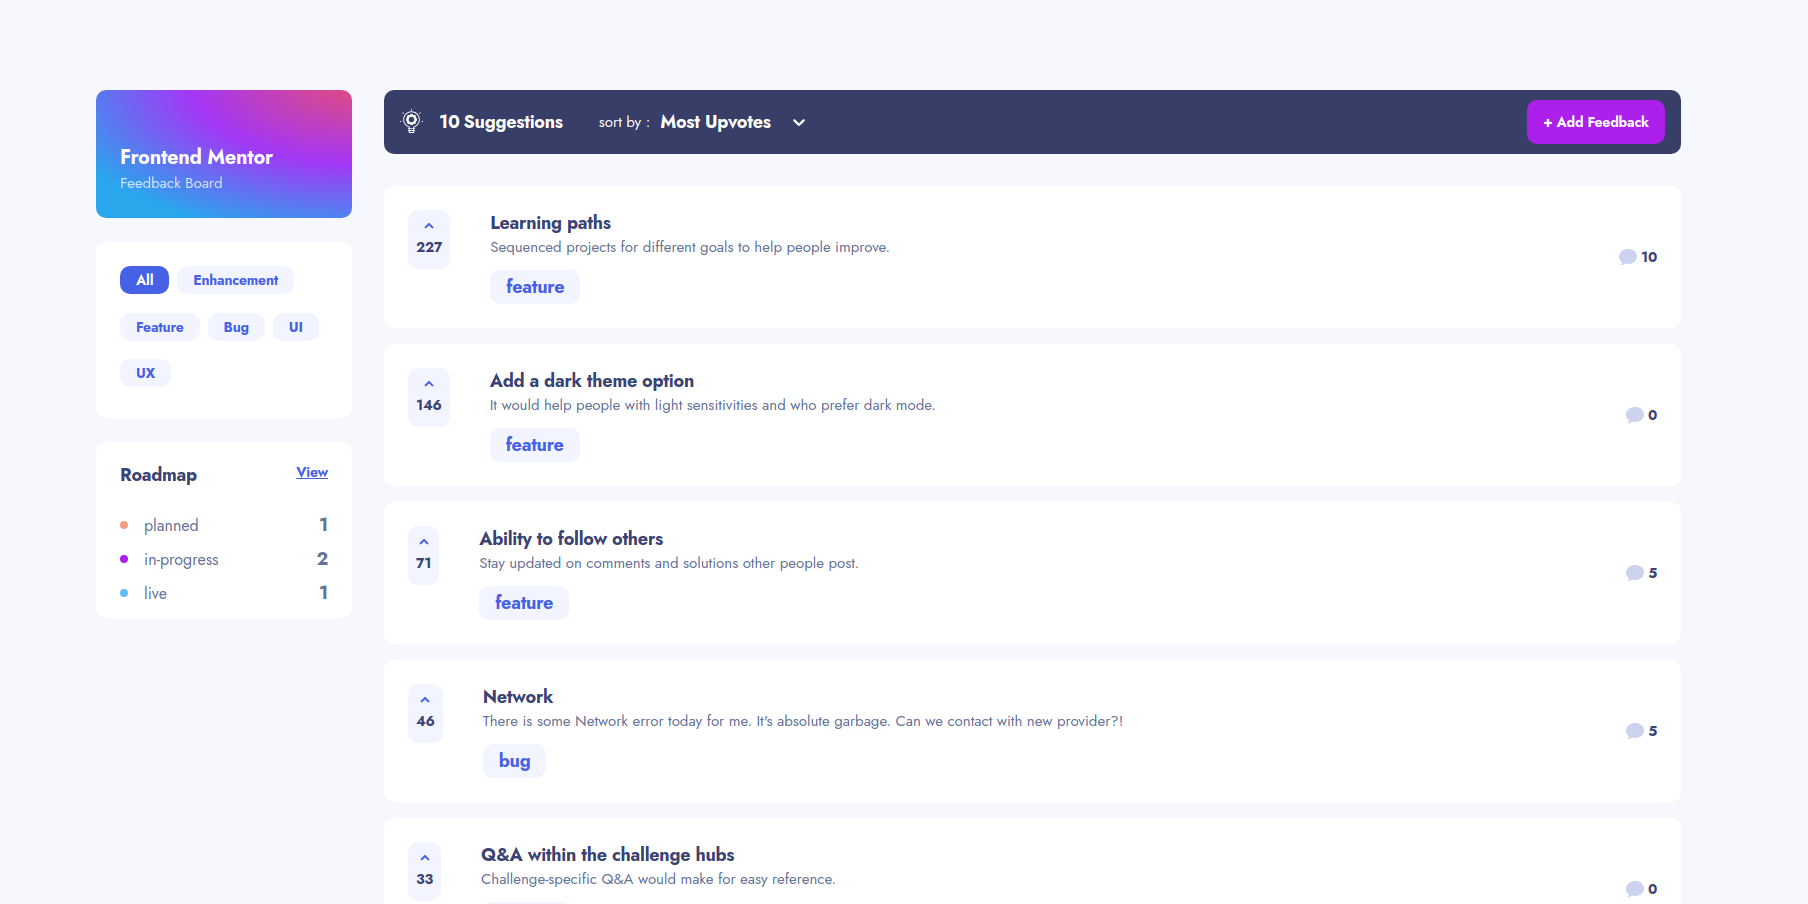 Frontend Mentor
Feedback Board
All
Enhancement
Feature
Bug
UI
UX
Roadmap
View
planned 1
in-progress 2
live 1
10 Suggestions
sort by : Most Upvotes
+ Add Feedback
227
Learning paths
Sequenced projects for different goals to help people improve.
feature
10
146
Add a dark theme option
It would help people with light sensitivities and who prefer dark mode.
feature
0
71
Ability to follow others
Stay updated on comments and solutions other people post.
feature
5
46
Network
There is some Network error today for me. It's absolute garbage. Can we contact with new provider?!
bug
5
33
Q&A within the challenge hubs
Challenge-specific Q&A would make for easy reference.
0